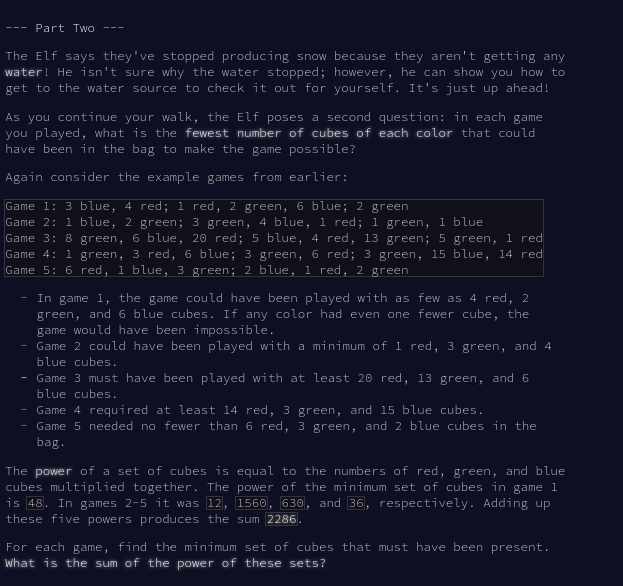 --- Part Two ---
The Elf says they've stopped producing snow because they aren't getting any
water! He isn't sure why the water stopped; however, he can show you how to
get to the water source to check it out for yourself. It's just up ahead!
As you continue your walk, the Elf poses a second question: in each game
you played, what is the fewest number of cubes of each color that could
have been in the bag to make the game possible?
Again consider the example games from earlier:
Game 1: 3 blue, 4 red; 1 red, 2 green, 6 blue; 2 green
Game 2: 1 blue, 2 green; 3 green, 4 blue, 1 red; 1 green, 1 blue
Game 3: 8 green, 6 blue, 20 red; 5 blue, 4 red, 13 green; 5 green, 1 red
Game 4: 1 green, 3 red, 6 blue; 3 green, 6 red; 3 green, 15 blue, 14 red
Game 5: 6 red, 1 blue, 3 green; 2 blue, 1 red, 2 green
- In game 1, the game could have been played with as few as 4 red, 2
green, and 6 blue cubes. If any color had even one fewer cube, the
game would have been impossible.
- Game 2 could have been played with a minimum of 1 red, 3 green, and 4
blue cubes.
- Game 3 must have been played with at least 20 red, 13 green, and 6
blue cubes.
- Game 4 required at least 14 red, 3 green, and 15 blue cubes.
- Game 5 needed no fewer than 6 red, 3 green, and 2 blue cubes in the
bag.
The power of a set of cubes is equal to the numbers of red, green, and blue
cubes multiplied together. The power of the minimum set of cubes in game 1
is 48. In games 2-5 it was 12, 1560, 630, and 36, respectively. Adding up
these five powers produces the sum 2286.
For each game, find the minimum set of cubes that must have been present.
What is the sum of the power of these sets?